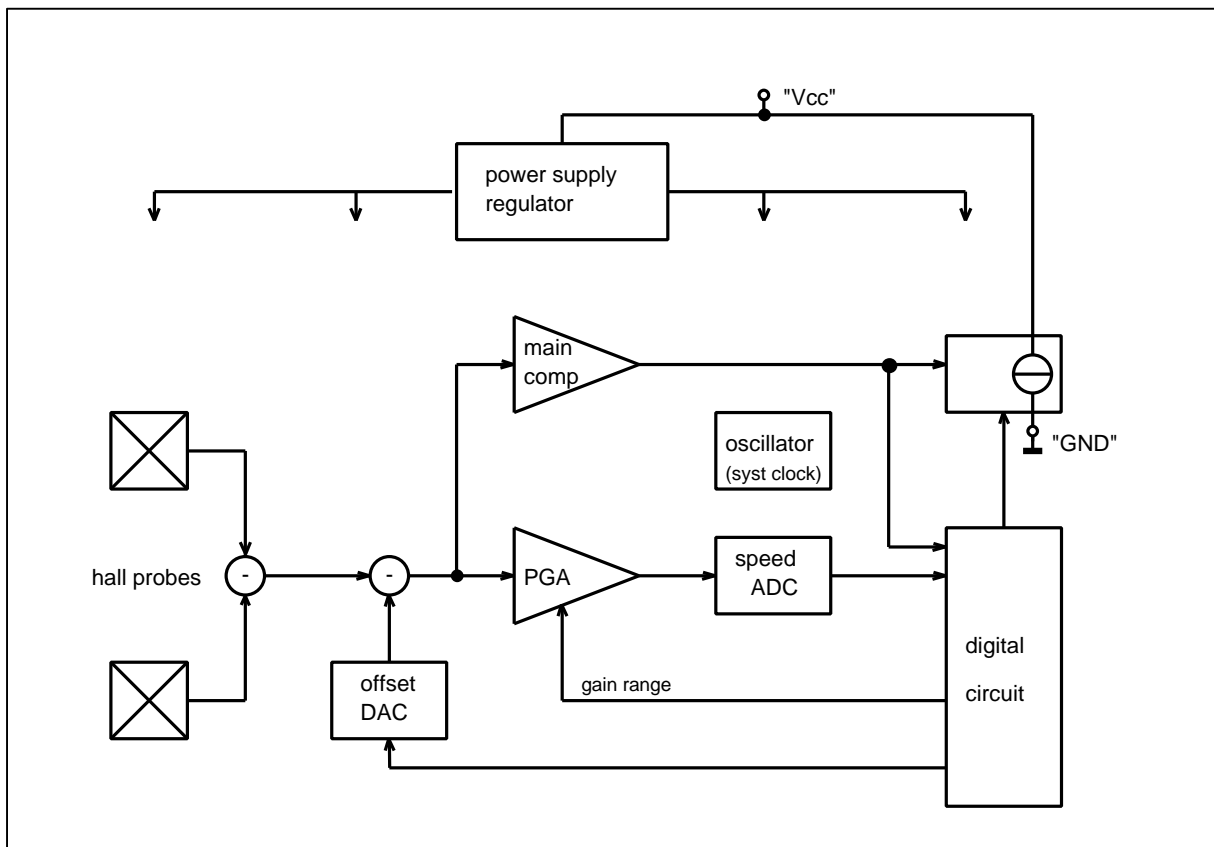 "Vcc"
power supply
regulator
main
comp
oscillator
(syst clock)
"GND"
hall probes
-
-
PGA
speed
ADC
digital
circuit
offset
DAC
gain range